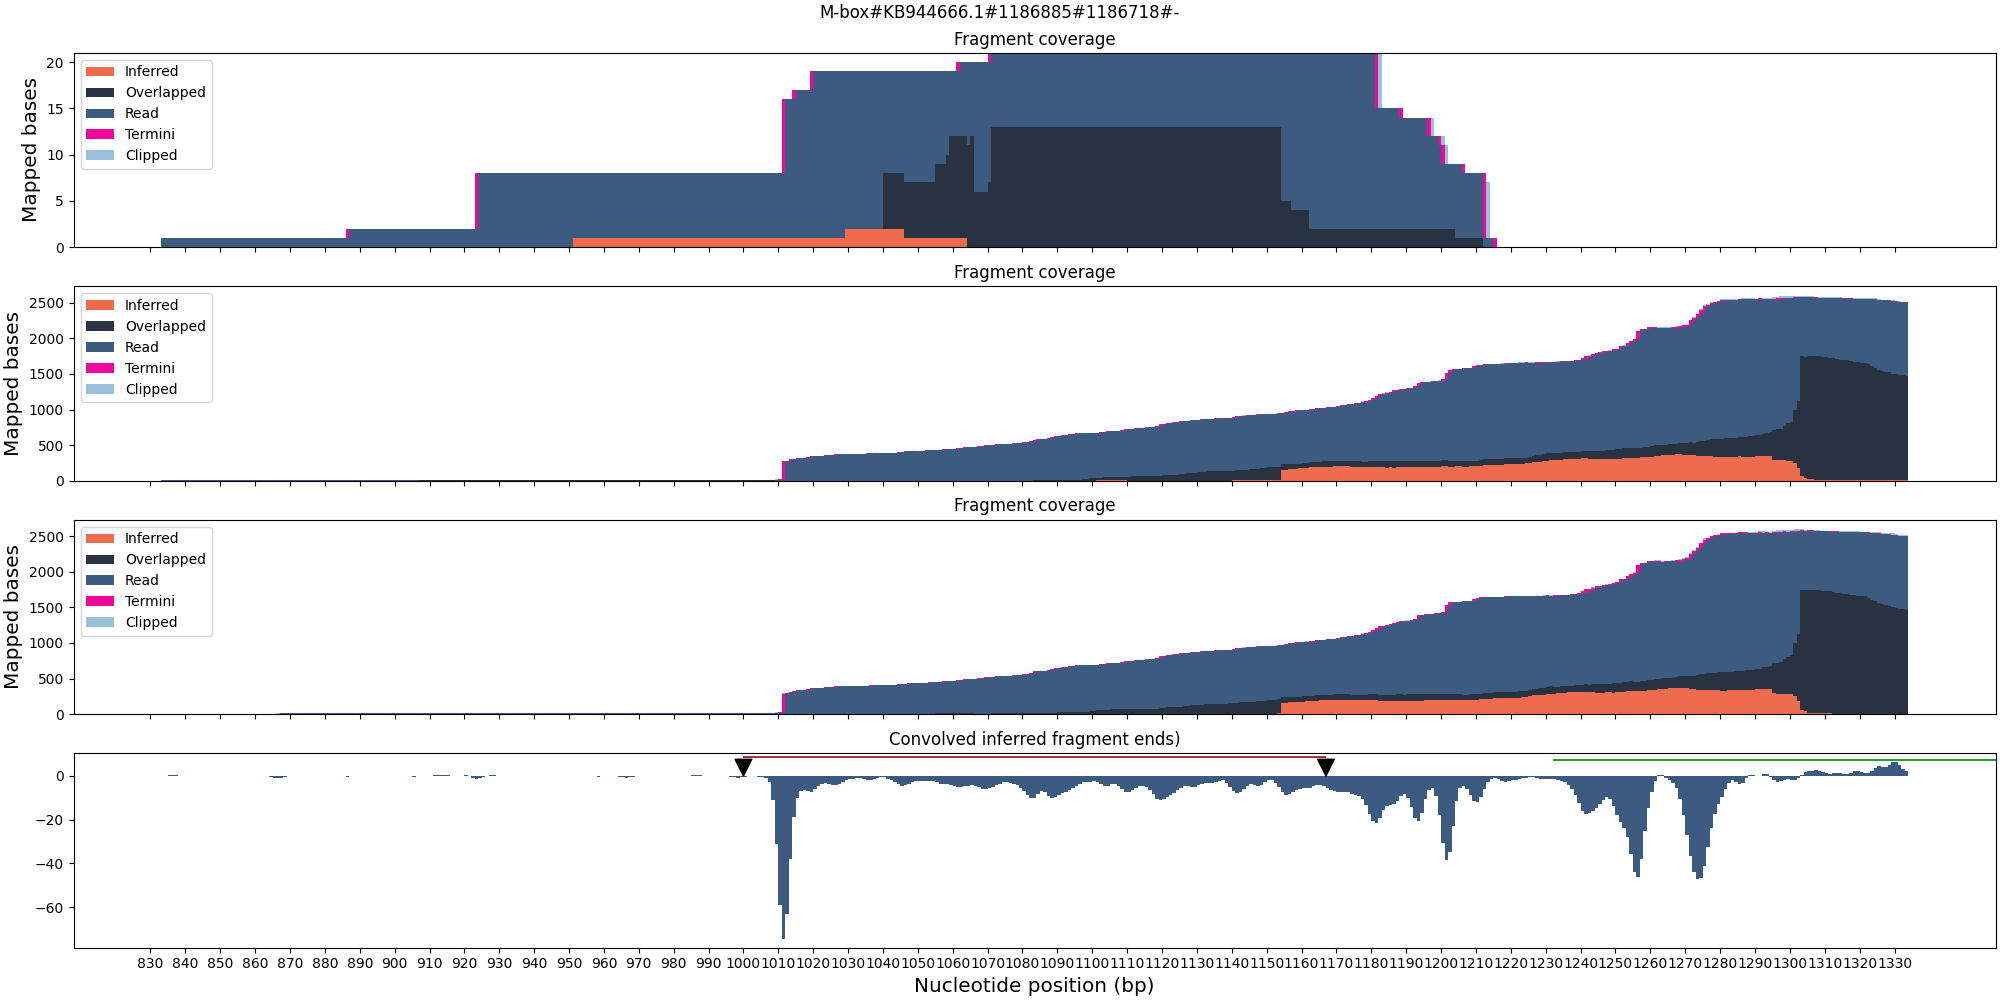 M-box#KB944666.1#1186885#1186718#-
Fragment coverage
Mapped bases
20
15
10
5
0
Inferred
Overlapped
Read
Termini
Clipped
Fragment coverage
Mapped bases
2500
2000
1500
1000
500
0
Inferred
Overlapped
Read
Termini
Clipped
Fragment coverage
Mapped bases
2500
2000
1500
1000
500
0
Inferred
Overlapped
Read
Termini
Clipped
Convolved inferred fragment ends)
0
−20
−40
−60
830 840 850 860 870 880 890 900 910 920 930 940 950 960 970 980 990 1000 1010 1020 1030 1040 1050 1060 1070 1080 1090 1100 1110 1120 1130 1140 1150 1160 1170 1180 1190 1200 1210 1220 1230 1240 1250 1260 1270 1280 1290 1300 1310 1320 1330
Nucleotide position (bp)